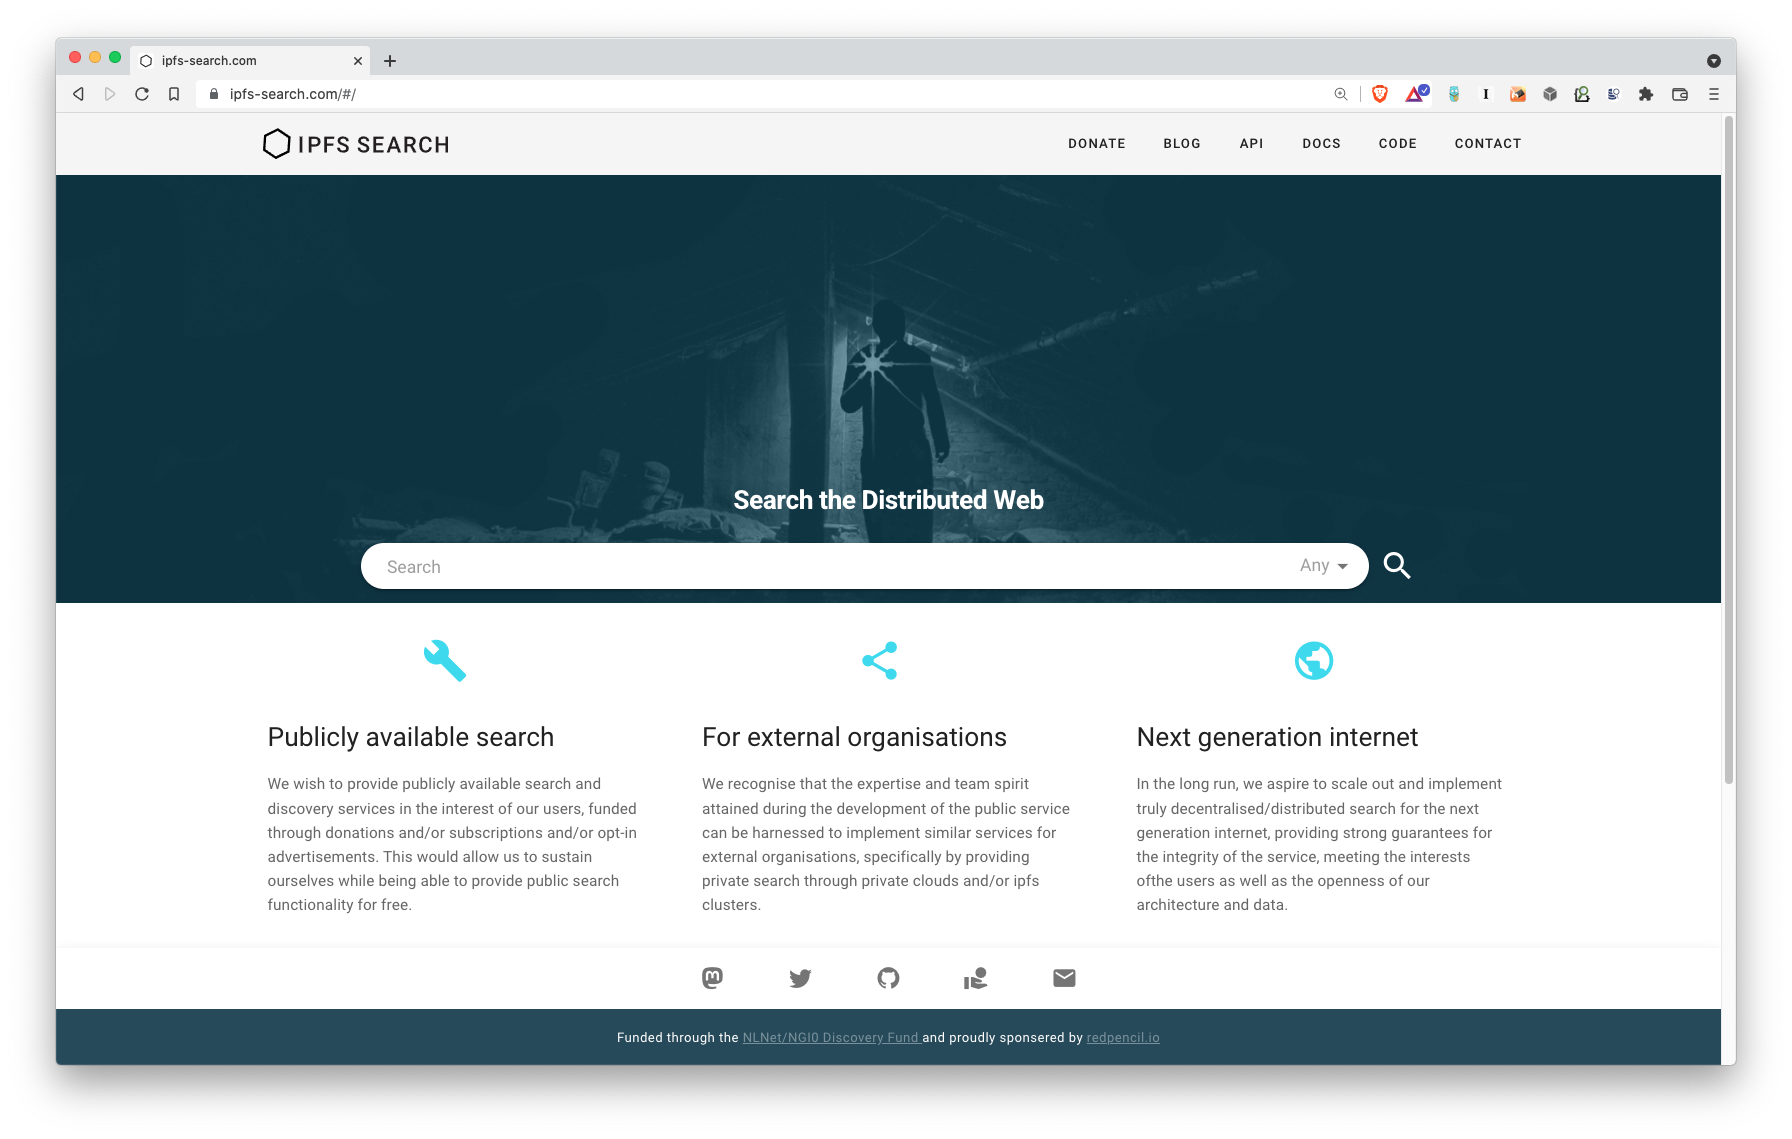 ipfs-search.com
ipfs-search.com/#/
IPFS SEARCH
DONATE BLOG API DOCS CODE CONTACT
Search the Distributed Web
Search Any
Publicly available search
We wish to provide publicly available search and
discovery services in the interest of our users, funded
through donations and/or subscriptions and/or opt-in
advertisements. This would allow us to sustain
ourselves while being able to provide public search
functionality for free.
For external organisations
We recognise that the expertise and team spirit
attained during the development of the public service
can be harnessed to implement similar services for
external organisations, specifically by providing
private search through private clouds and/or ipfs
clusters.
Next generation internet
In the long run, we aspire to scale out and implement
truly decentralised/distributed search for the next
generation internet, providing strong guarantees for
the integrity of the service, meeting the interests
ofthe users as well as the openness of our
architecture and data.
Funded through the NLNet/NGI0 Discovery Fund and proudly sponsered by redpencil.io